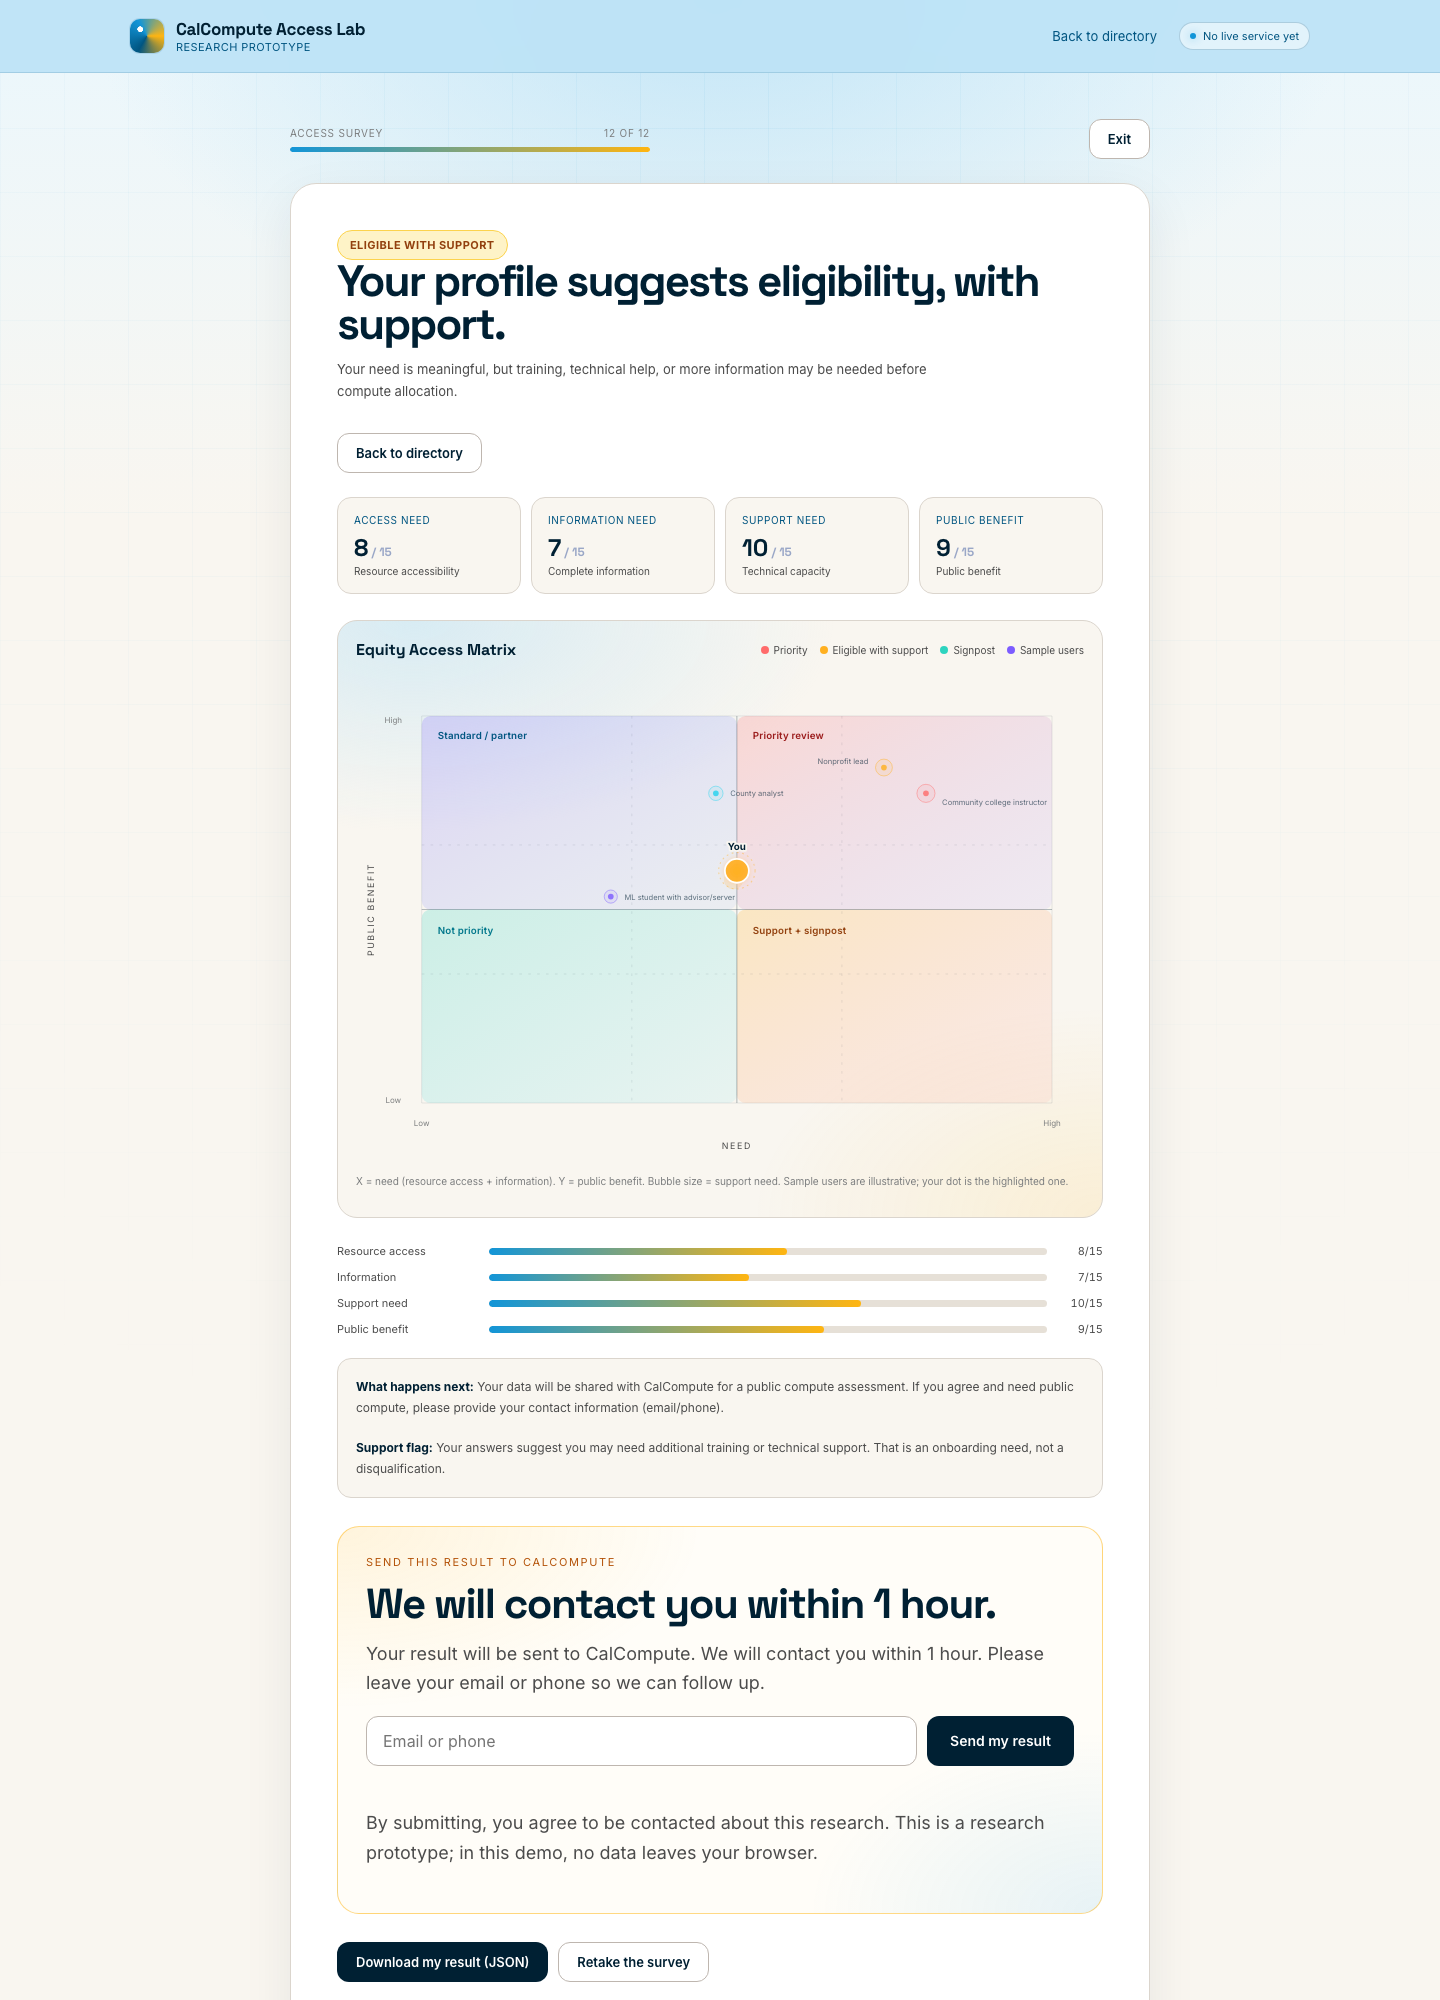 CalCompute Access Lab
RESEARCH PROTOTYPE
Back to directory
No live service yet
ACCESS SURVEY
12 OF 12
Exit
ELIGIBLE WITH SUPPORT
Your profile suggests eligibility, with
support.
Your need is meaningful, but training, technical help, or more information may be needed before
compute allocation.
Back to directory
ACCESS NEED
8 / 15
Resource accessibility
INFORMATION NEED
7 / 15
Complete information
SUPPORT NEED
10 / 15
Technical capacity
PUBLIC BENEFIT
9 / 15
Public benefit
Equity Access Matrix
Priority
Eligible with support
Signpost
Sample users
High
Standard / partner
Priority review
Nonprofit lead
County analyst
Community college instructor
You
ML student with advisor/server
PUBLIC BENEFIT
Not priority
Support + signpost
Low
Low
High
NEED
X = need (resource access + information). Y = public benefit. Bubble size = support need. Sample users are illustrative; your dot is the highlighted one.
Resource access
8/15
Information
7/15
Support need
10/15
Public benefit
9/15
What happens next: Your data will be shared with CalCompute for a public compute assessment. If you agree and need public
compute, please provide your contact information (email/phone).
Support flag: Your answers suggest you may need additional training or technical support. That is an onboarding need, not a
disqualification.
SEND THIS RESULT TO CALCOMPUTE
We will contact you within 1 hour.
Your result will be sent to CalCompute. We will contact you within 1 hour. Please
leave your email or phone so we can follow up.
Email or phone
Send my result
By submitting, you agree to be contacted about this research. This is a research
prototype; in this demo, no data leaves your browser.
Download my result (JSON)
Retake the survey